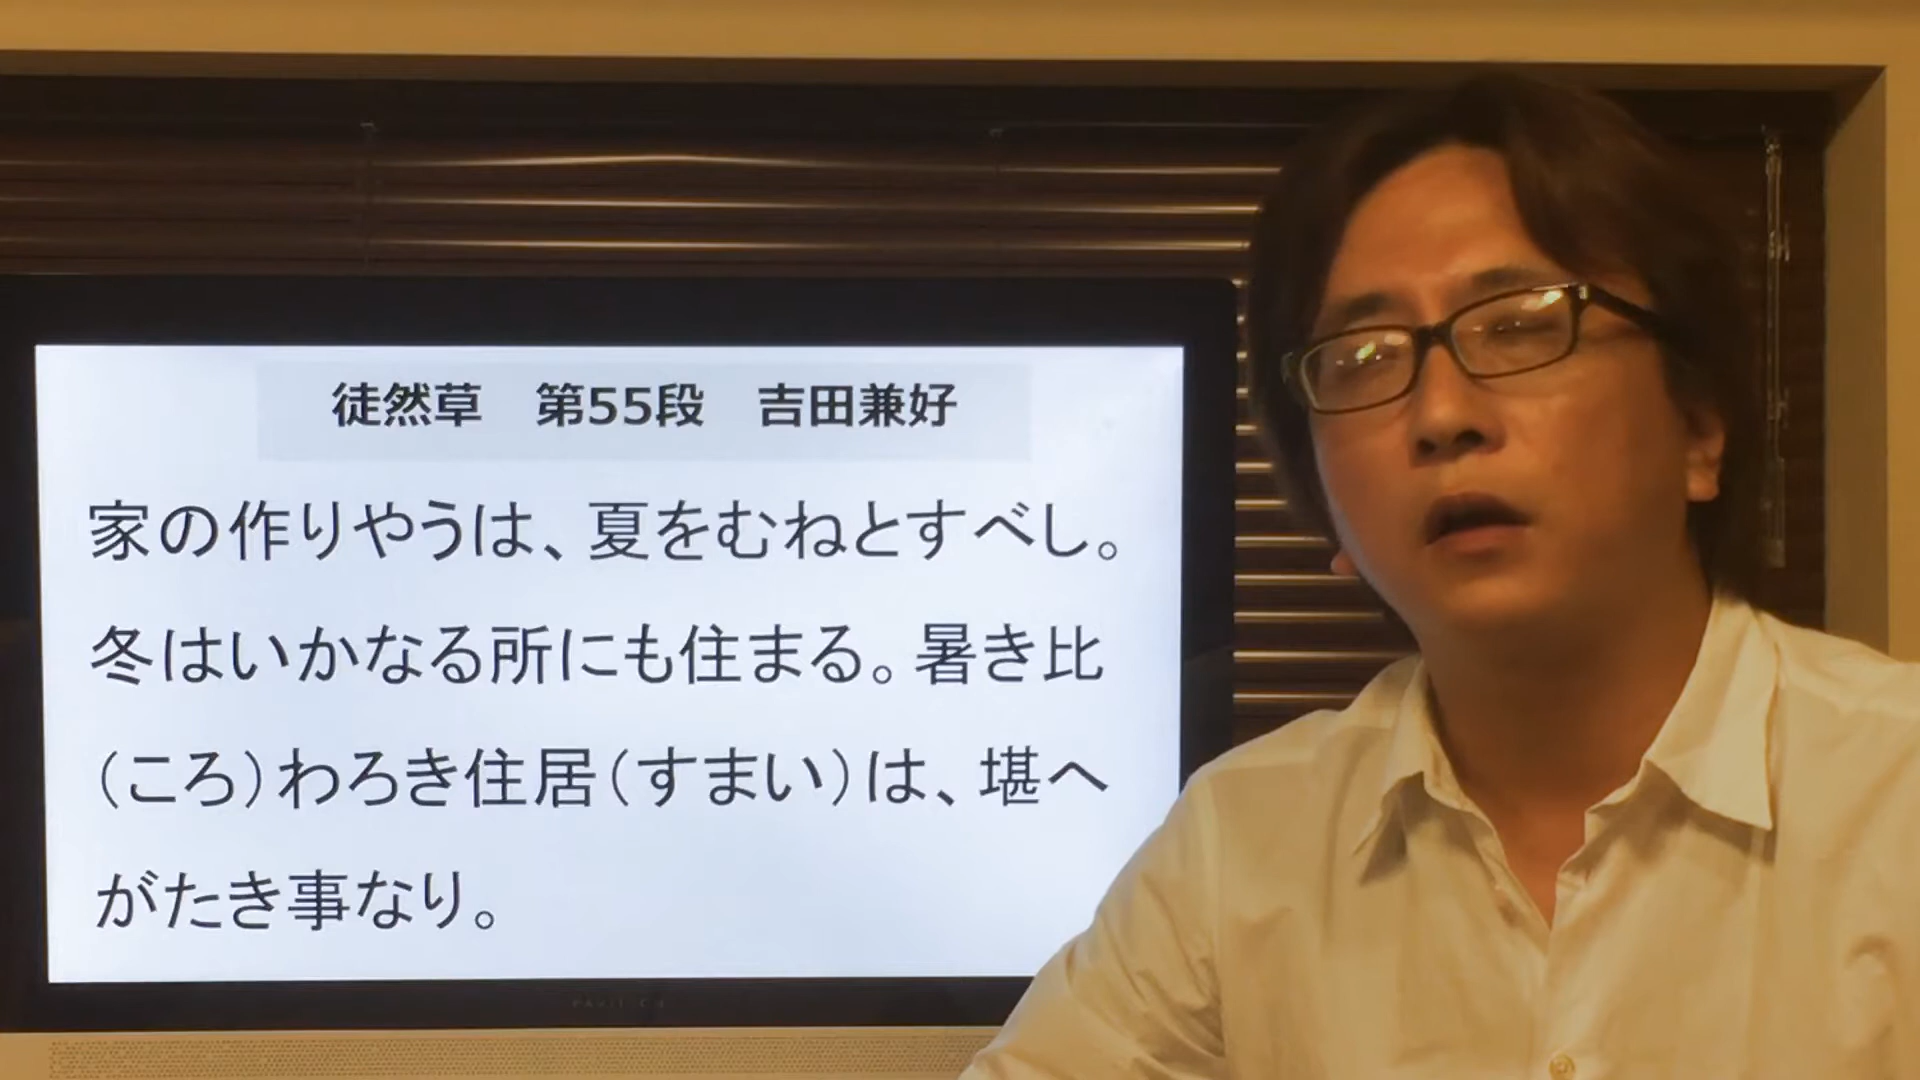 徒然草　第55段　吉田兼好
家の作りやうは、夏をむねとすべし。
冬はいかなる所にも住まる。暑き比
（ころ）わろき住居（すまい）は、堪へ
がたき事なり。